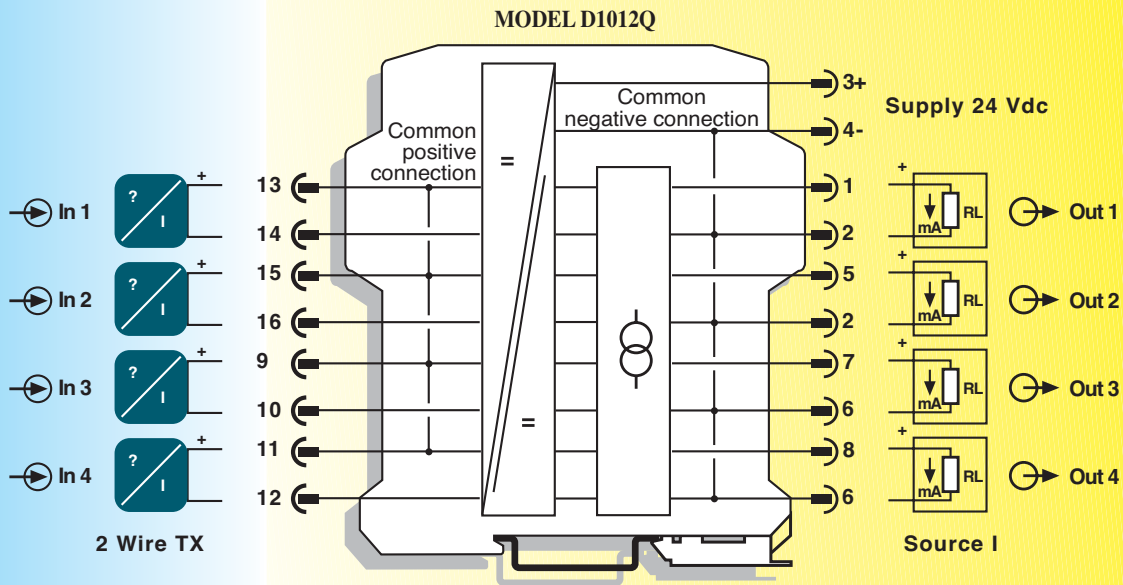 MODEL D1012Q
3+
Supply 24 Vdc
Common
negative connection
4-
Common
positive
connection
=
=
In 1
?
I
+
13
14
1
2
+
mA
RL
Out 1
In 2
?
I
+
15
16
5
2
+
mA
RL
Out 2
In 3
?
I
+
9
10
7
6
+
mA
RL
Out 3
In 4
?
I
+
11
12
8
6
+
mA
RL
Out 4
2 Wire TX
Source I